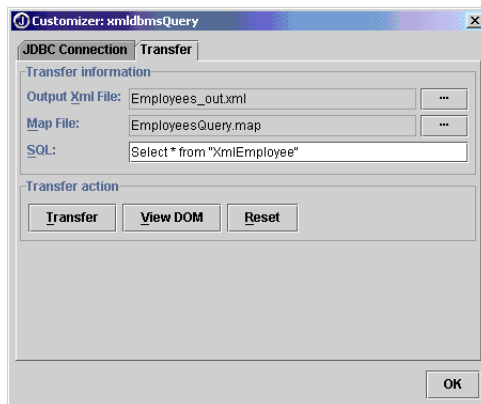 Customizer: xmldbmsQuery
JDBC Connection Transfer
Transfer information
Output Xml File: Employees_out.xml ...
Map File: EmployeesQuery.map ...
SQL: Select * from "XmlEmployee"
Transfer action
Transfer View DOM Reset
OK